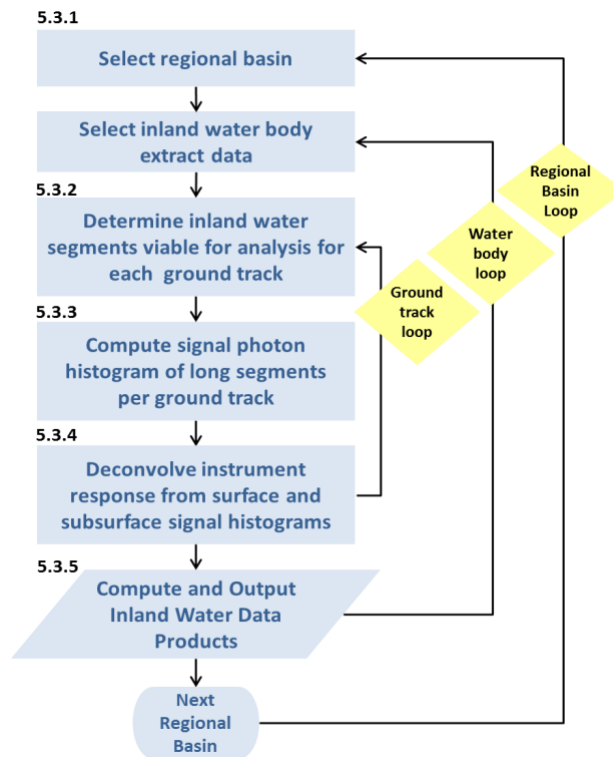 5.3.1
Select regional basin
Select inland water body
extract data
5.3.2
Determine inland water
segments viable for analysis for
each ground track
5.3.3
Compute signal photon
histogram of long segments
per ground track
5.3.4
Deconvolve instrument
response from surface and
subsurface signal histograms
5.3.5
Compute and Output
Inland Water Data
Products
Next
Regional
Basin
Ground
track
loop
Water
body
loop
Regional
Basin
Loop